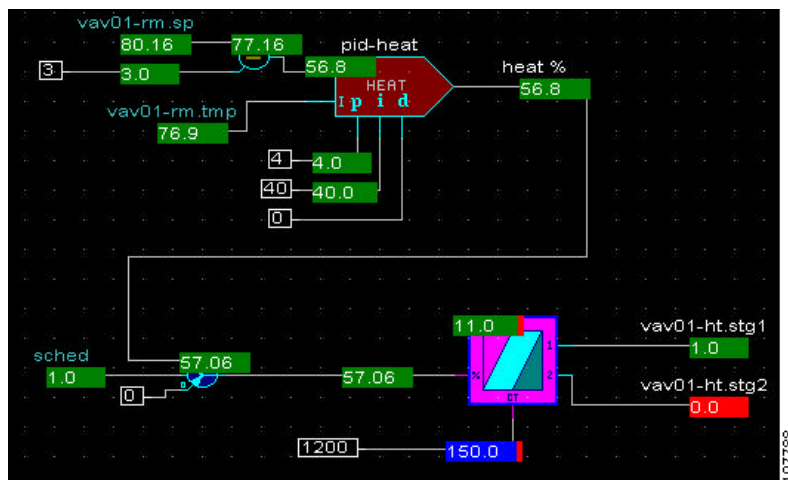 vav01-rm.sp
80.16 77.16 pid-heat
3 3.0 56.8 heat %
HEAT 56.8
I p i d
vav01-rm.tmp
76.9
4 4.0
40 40.0
0
11.0 vav01-ht.stg1
1 1.0
sched 57.06
1.0 57.06 % 2 vav01-ht.stg2
0 0.0
CT
1200 150.0
107799